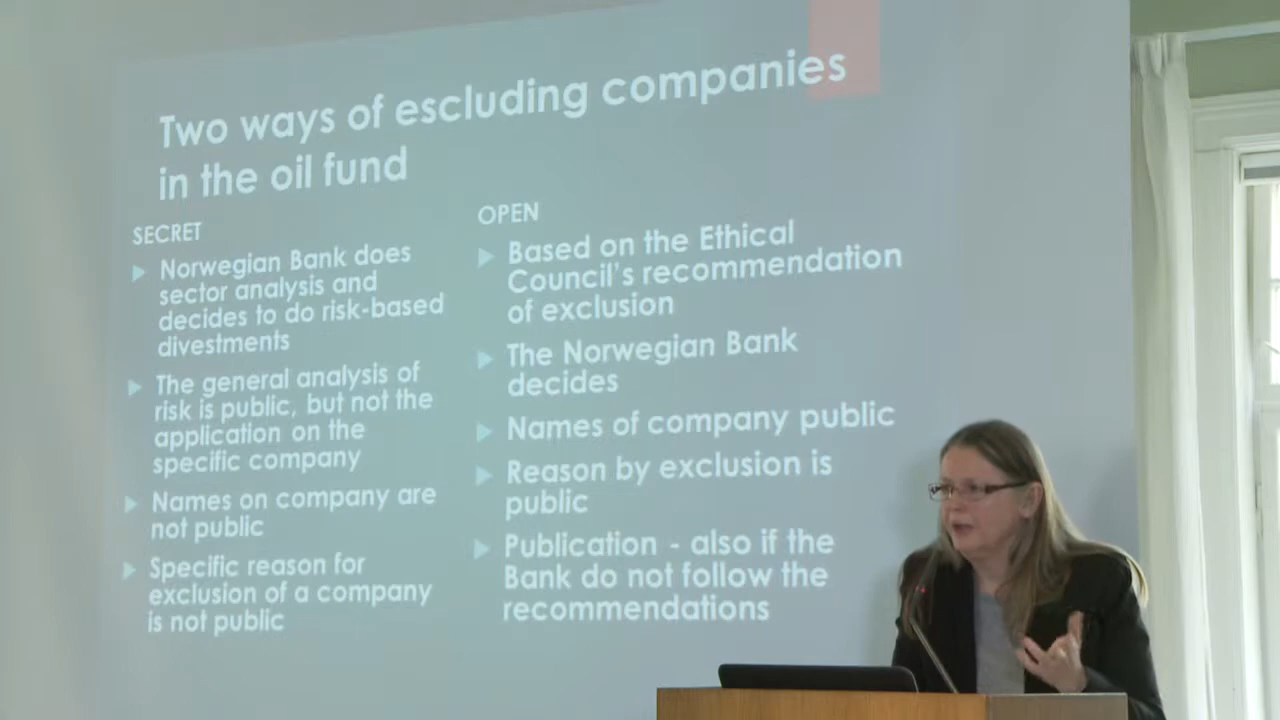 Two ways of escluding companies
in the oil fund
SECRET
Norwegian Bank does
sector analysis and
decides to do risk-based
divestments
The general analysis of
risk is public, but not the
application on the
specific company
Names on company are
not public
Specific reason for
exclusion of a company
is not public
OPEN
Based on the Ethical
Council's recommendation
of exclusion
The Norwegian Bank
decides
Names of company public
Reason by exclusion is
public
Publication - also if the
Bank do not follow the
recommendations